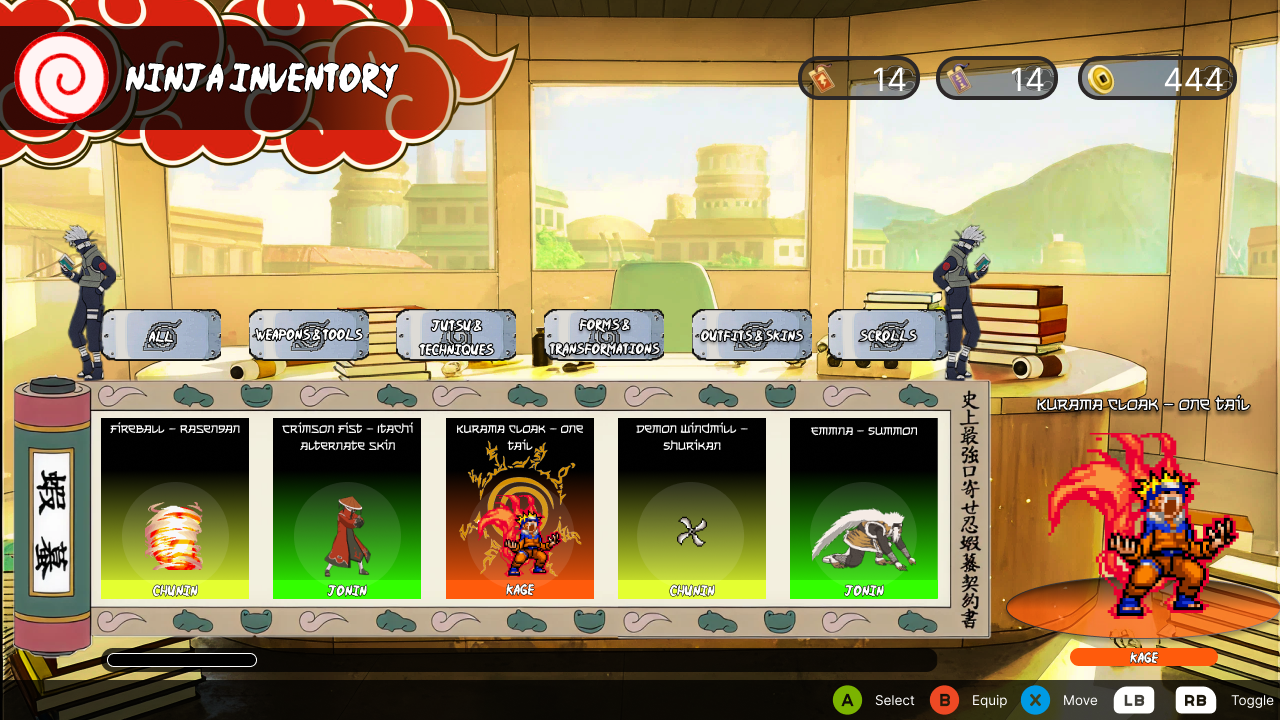 NINJA INVENTORY
14
14
444
ALL
WEAPONS & TOOLS
JUTSU &
TECHNIQUES
FORMS &
TRANSFORMATIONS
OUTFITS & SKINS
SCROLLS
FIREBALL - RASENGAN
CHUNIN
CRIMSON FIST - ITACHI
ALTERNATE SKIN
JONIN
KURAMA CLOAK - ONE
TAIL
KAGE
DEMON WINDMILL -
SHURIKAN
CHUNIN
EMMNA - SUMMON
JONIN
蝦蟇
史上最強口寄せ忍蝦蟇契約書
KURAMA CLOAK - ONE TAIL
KAGE
A Select B Equip X Move LB RB Toggle